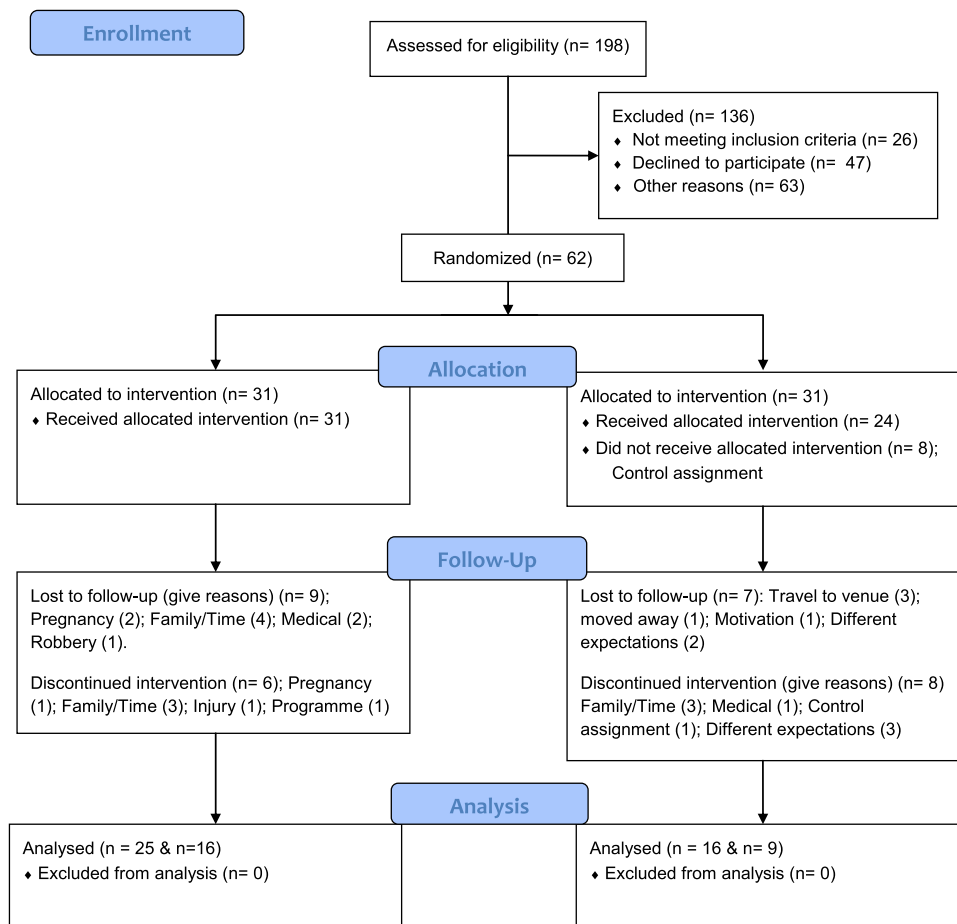 Enrollment
Assessed for eligibility (n= 198)
Excluded (n= 136)
♦ Not meeting inclusion criteria (n= 26)
♦ Declined to participate (n= 47)
♦ Other reasons (n= 63)
Randomized (n= 62)
Allocation
Allocated to intervention (n= 31)
♦ Received allocated intervention (n= 31)
Allocated to intervention (n= 31)
♦ Received allocated intervention (n= 24)
♦ Did not receive allocated intervention (n= 8);
Control assignment
Follow-Up
Lost to follow-up (give reasons) (n= 9);
Pregnancy (2); Family/Time (4); Medical (2);
Robbery (1).
Discontinued intervention (n= 6); Pregnancy
(1); Family/Time (3); Injury (1); Programme (1)
Lost to follow-up (n= 7): Travel to venue (3);
moved away (1); Motivation (1); Different
expectations (2)
Discontinued intervention (give reasons) (n= 8)
Family/Time (3); Medical (1); Control
assignment (1); Different expectations (3)
Analysis
Analysed (n = 25 & n=16)
♦ Excluded from analysis (n= 0)
Analysed (n = 16 & n= 9)
♦ Excluded from analysis (n= 0)